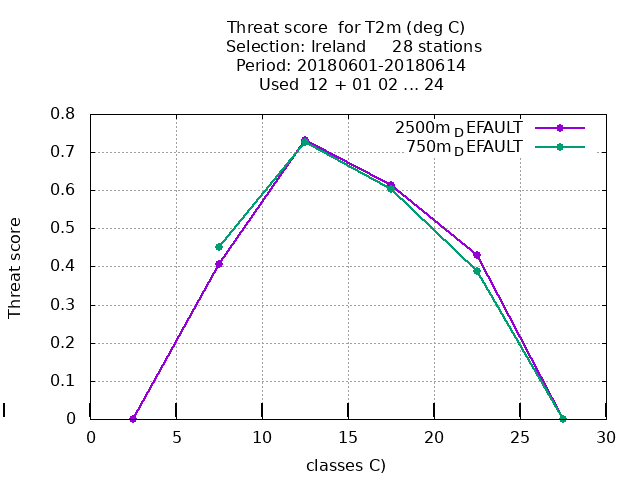 Threat score  for T2m (deg C)
Selection: Ireland     28 stations
Period: 20180601-20180614
Used  12 + 01 02 ... 24
2500m_DEFAULT
750m_DEFAULT
Threat score
0.8
0.7
0.6
0.5
0.4
0.3
0.2
0.1
0
0 5 10 15 20 25 30
classes C)